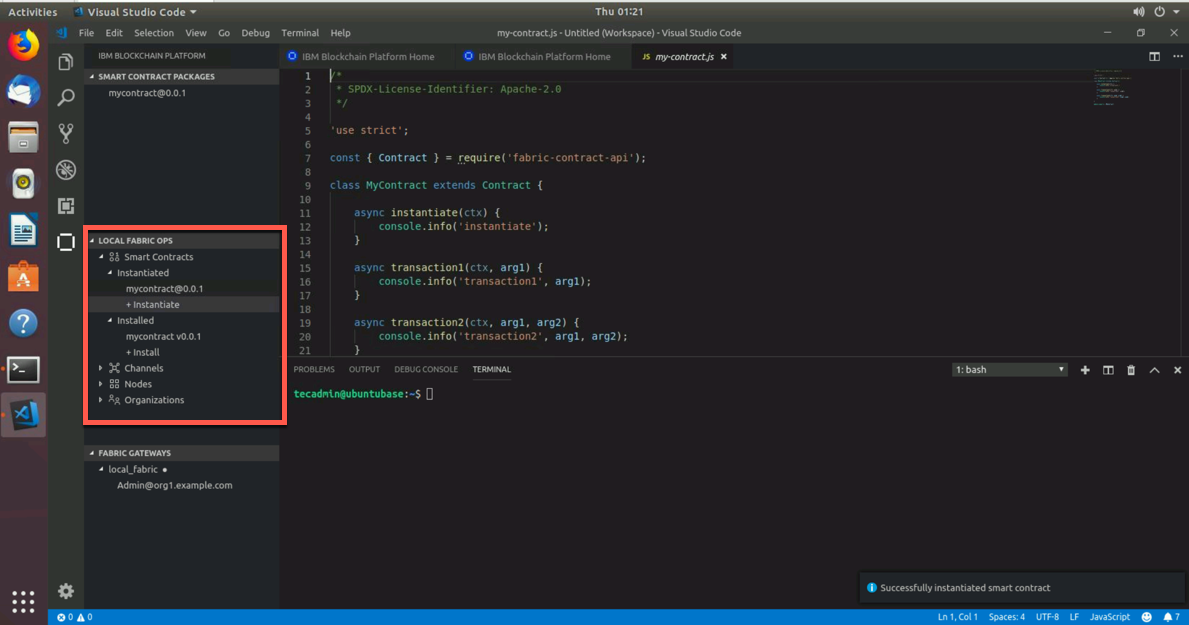 Activities
Visual Studio Code
Thu 01:21
File Edit Selection View Go Debug Terminal Help
my-contract.js - Untitled (Workspace) - Visual Studio Code
IBM BLOCKCHAIN PLATFORM
SMART CONTRACT PACKAGES
mycontract@0.0.1
LOCAL FABRIC OPS
Smart Contracts
Instantiated
mycontract@0.0.1
+ Instantiate
Installed
mycontract v0.0.1
+ Install
Channels
Nodes
Organizations
FABRIC GATEWAYS
local_fabric ●
Admin@org1.example.com
IBM Blockchain Platform Home
IBM Blockchain Platform Home
JS my-contract.js
1 /*
2 * SPDX-License-Identifier: Apache-2.0
3 */
4
5 'use strict';
6
7 const { Contract } = require('fabric-contract-api');
8
9 class MyContract extends Contract {
10
11 async instantiate(ctx) {
12 console.info('instantiate');
13 }
14
15 async transaction1(ctx, arg1) {
16 console.info('transaction1', arg1);
17 }
18
19 async transaction2(ctx, arg1, arg2) {
20 console.info('transaction2', arg1, arg2);
21 }
PROBLEMS OUTPUT DEBUG CONSOLE TERMINAL
1: bash
tecadmin@ubuntubase:~$
Successfully instantiated smart contract
0 0
Ln 1, Col 1 Spaces: 4 UTF-8 LF JavaScript 7